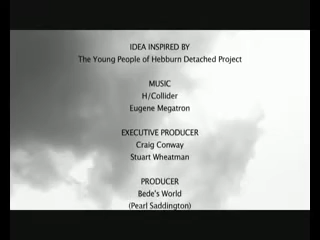 IDEA INSPIRED BY
The Young People of Hebburn Detached Project
MUSIC
H/Collider
Eugene Megatron
EXECUTIVE PRODUCER
Craig Conway
Stuart Wheatman
PRODUCER
Bede's World
(Pearl Saddington)